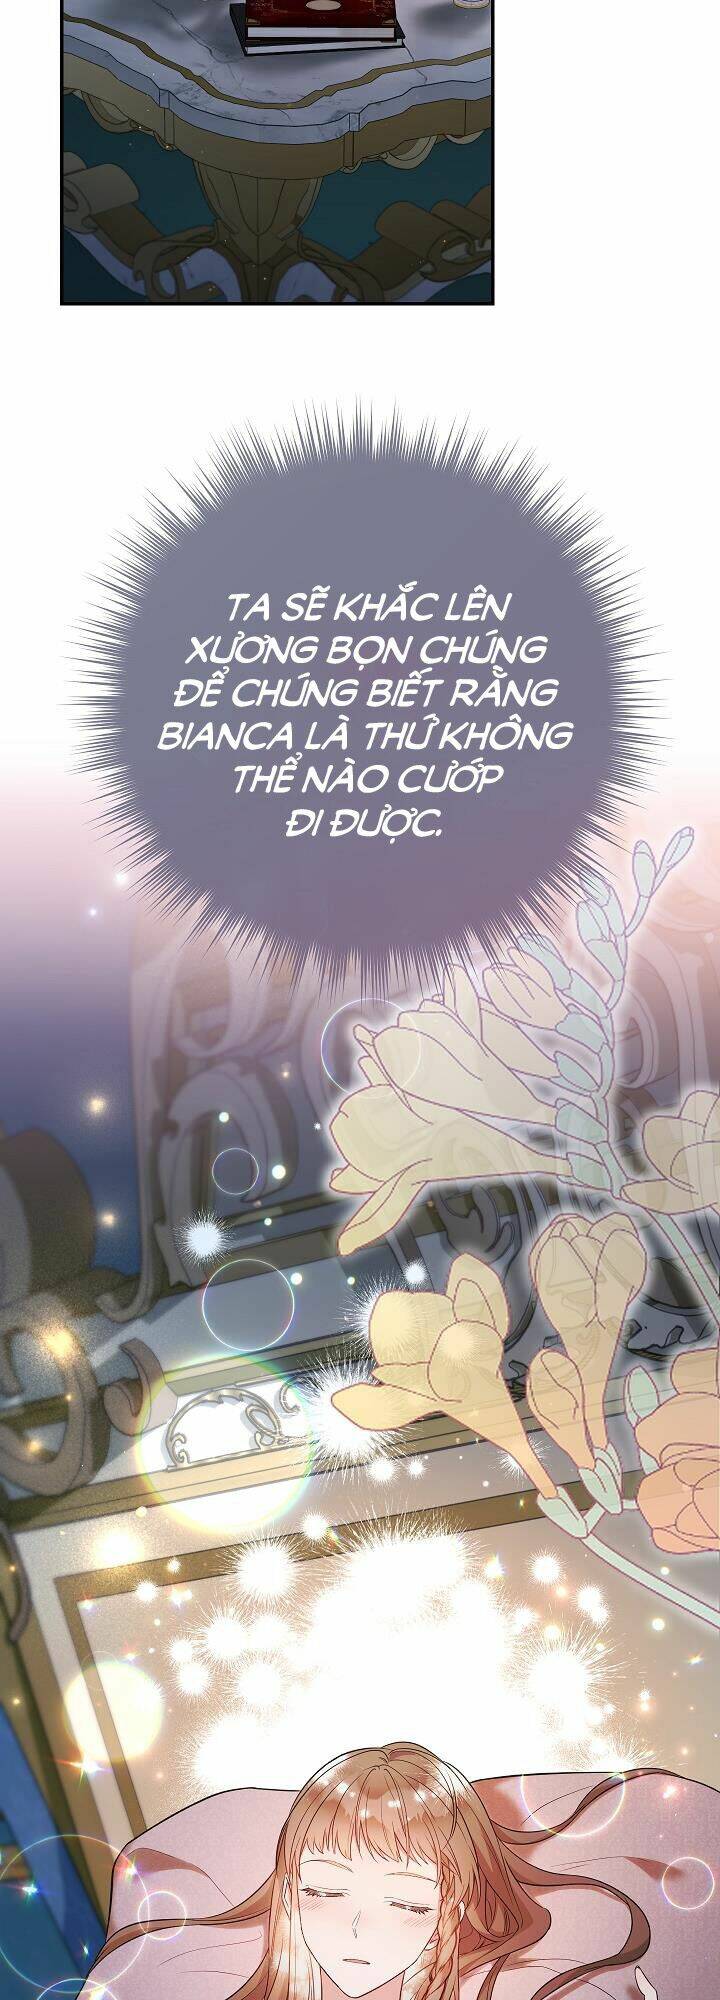 TA SẼ KHẮC LÊN
XƯƠNG BỌN CHÚNG
ĐỂ CHÚNG BIẾT RẰNG
BIANCA LÀ THỨ KHÔNG
THỂ NÀO CƯỚP
ĐI ĐƯỢC.